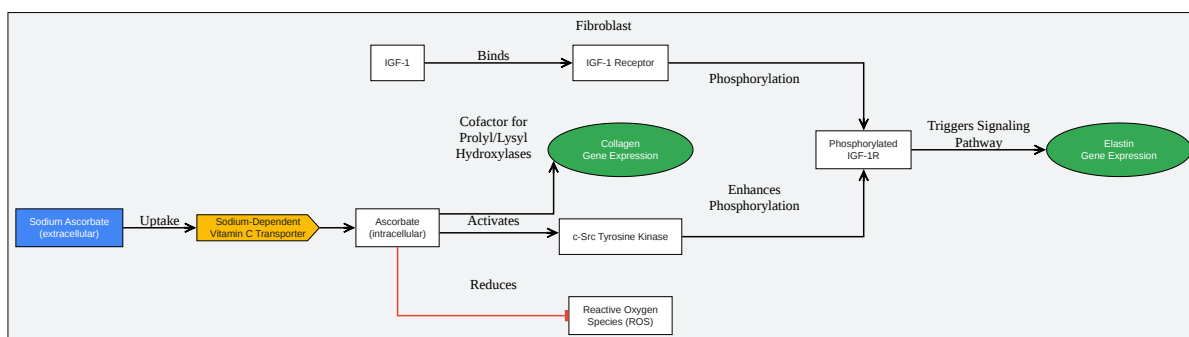 Fibroblast
IGF-1
Binds
IGF-1 Receptor
Phosphorylation
Cofactor for
Prolyl/Lysyl
Hydroxylases
Collagen
Gene Expression
Phosphorylated
IGF-1R
Triggers Signaling
Pathway
Elastin
Gene Expression
Sodium Ascorbate
(extracellular)
Uptake
Sodium-Dependent
Vitamin C Transporter
Ascorbate
(intracellular)
Activates
c-Src Tyrosine Kinase
Enhances
Phosphorylation
Reduces
Reactive Oxygen
Species (ROS)